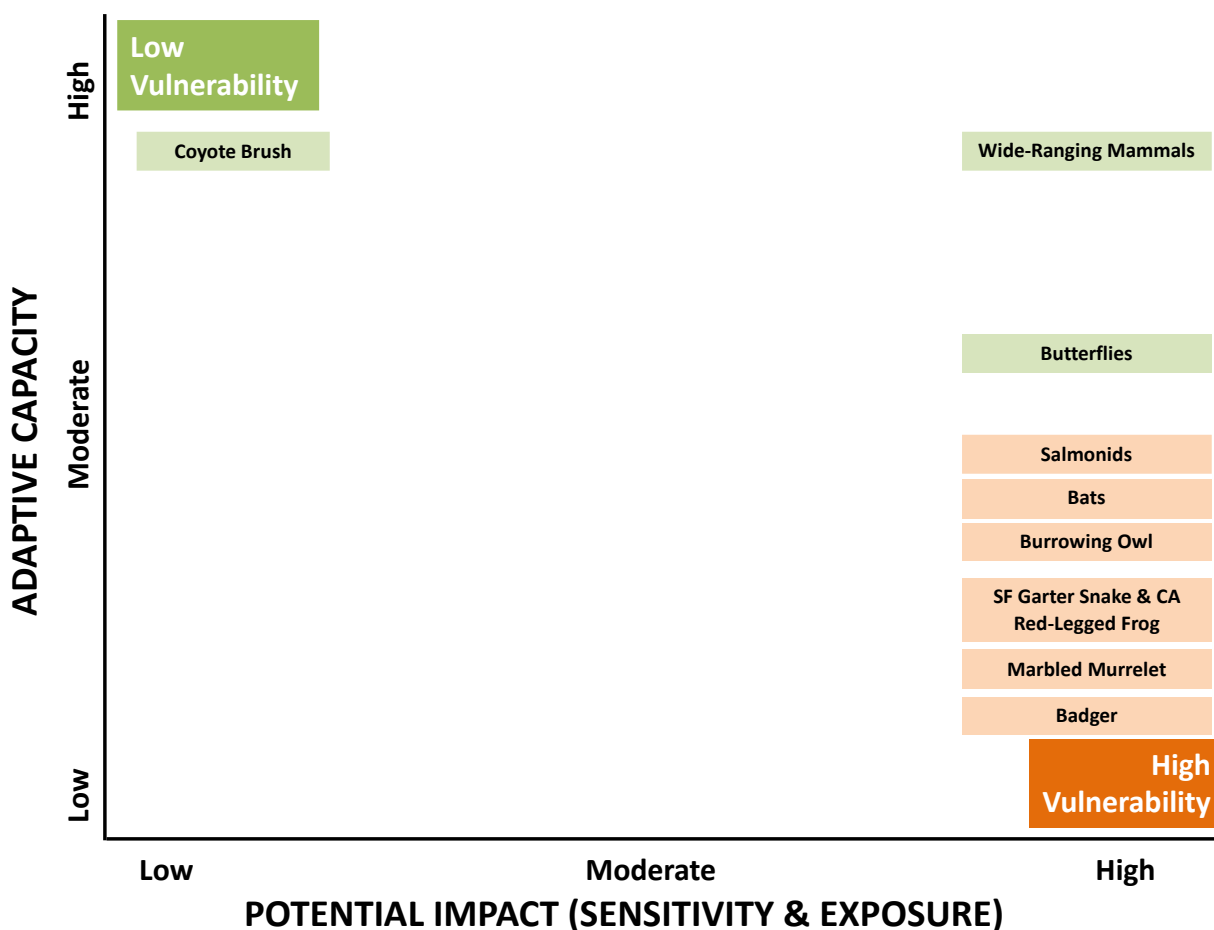 Low
Vulnerability
High
Coyote Brush
Wide-Ranging Mammals
Butterflies
ADAPTIVE CAPACITY
Moderate
Salmonids
Bats
Burrowing Owl
SF Garter Snake & CA
Red-Legged Frog
Marbled Murrelet
Badger
Low
High
Vulnerability
Low
Moderate
High
POTENTIAL IMPACT (SENSITIVITY & EXPOSURE)